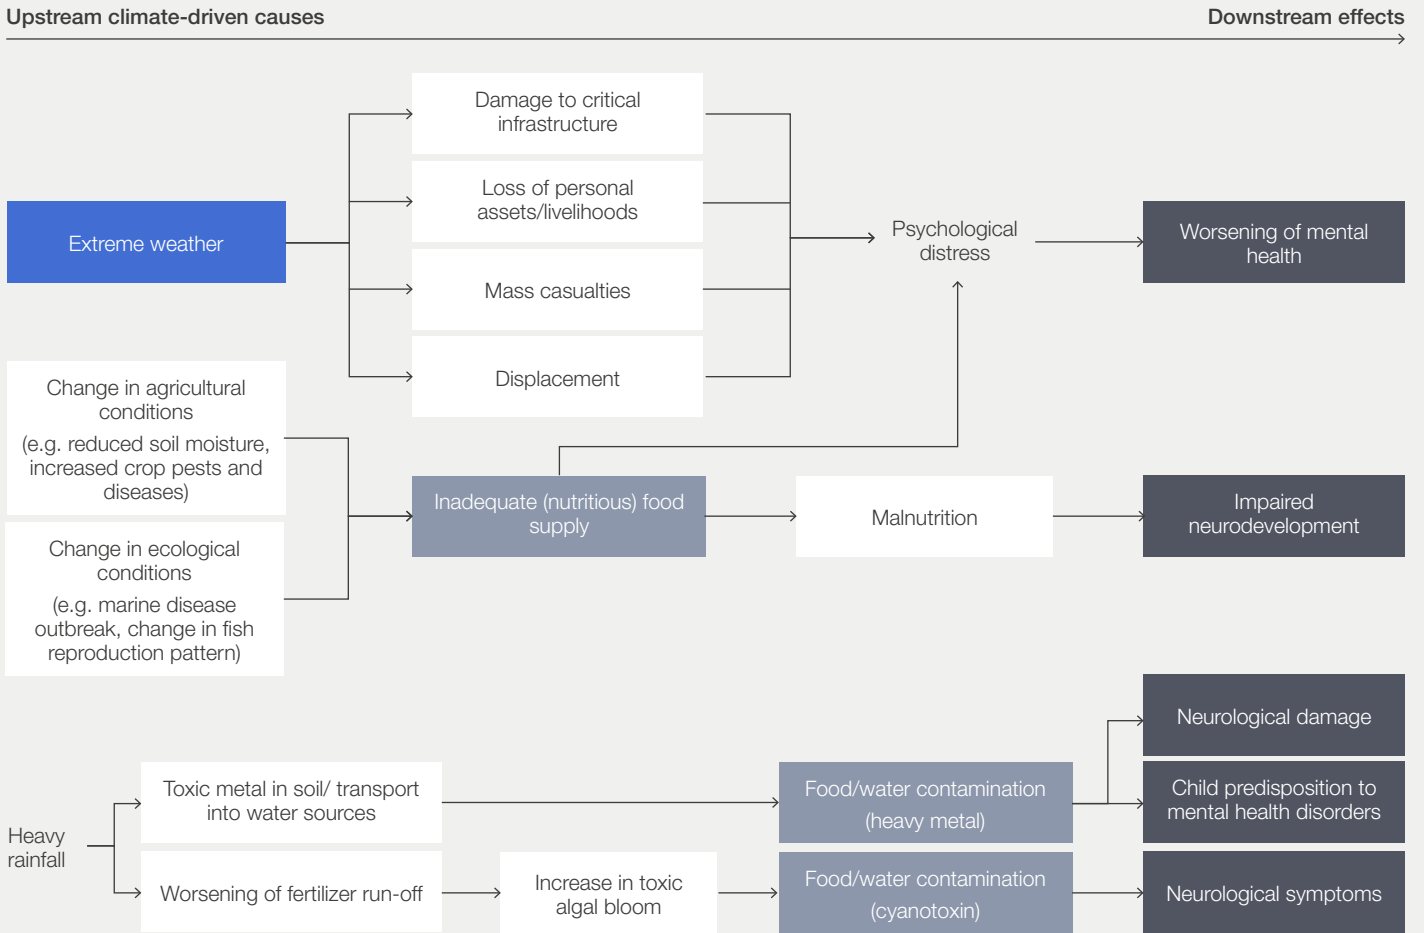 Upstream climate-driven causes
Downstream effects
Damage to critical
infrastructure
Loss of personal
assets/livelihoods
Extreme weather
Psychological
distress
Worsening of mental
health
Mass casualties
Displacement
Change in agricultural
conditions
(e.g. reduced soil moisture,
increased crop pests and
diseases)
Inadequate (nutritious) food
supply
Malnutrition
Impaired
neurodevelopment
Change in ecological
conditions
(e.g. marine disease
outbreak, change in fish
reproduction pattern)
Neurological damage
Heavy
rainfall
Toxic metal in soil/ transport
into water sources
Food/water contamination
(heavy metal)
Child predisposition to
mental health disorders
Worsening of fertilizer run-off
Increase in toxic
algal bloom
Food/water contamination
(cyanotoxin)
Neurological symptoms